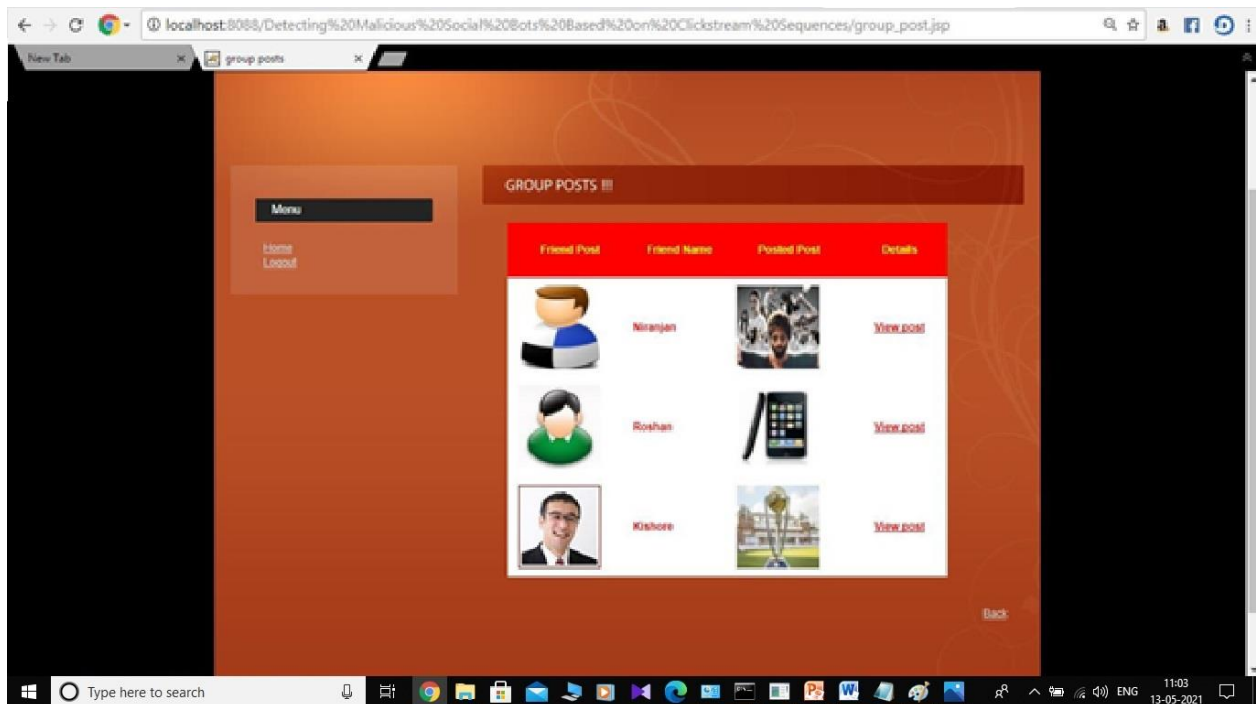 localhost:8088/Detecting%20Malicious%20Social%20Bots%20Based%20on%20Clickstream%20Sequences/group_post.jsp
New Tab
group posts
GROUP POSTS !!!
Menu
Home
Logout
Friend Post Friend Name Posted Post Details
Niranjan View post
Roshan View post
Kishore View post
Back
Type here to search
ENG
11:03
13-05-2021